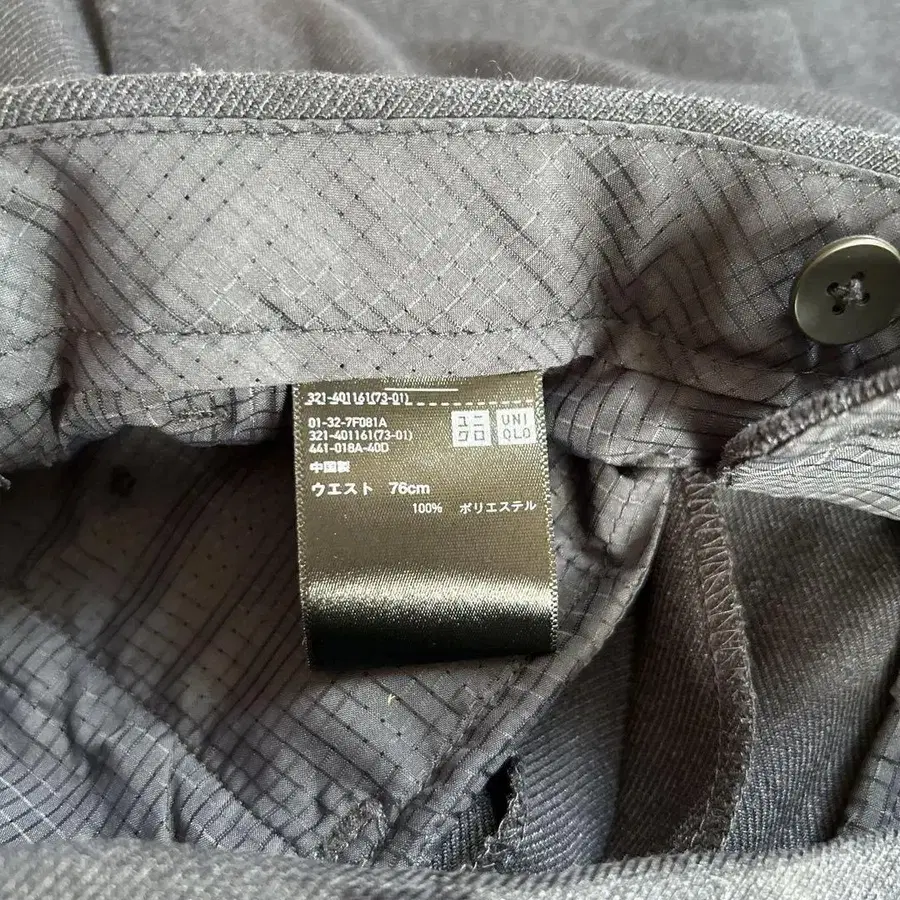 321-401161(73-01)
01-32-7F081A
321-401161(73-01)
441-018A-40D
ユニ
クロ
UNI
QLO
中国製
ウエスト 76cm
100% ポリエステル